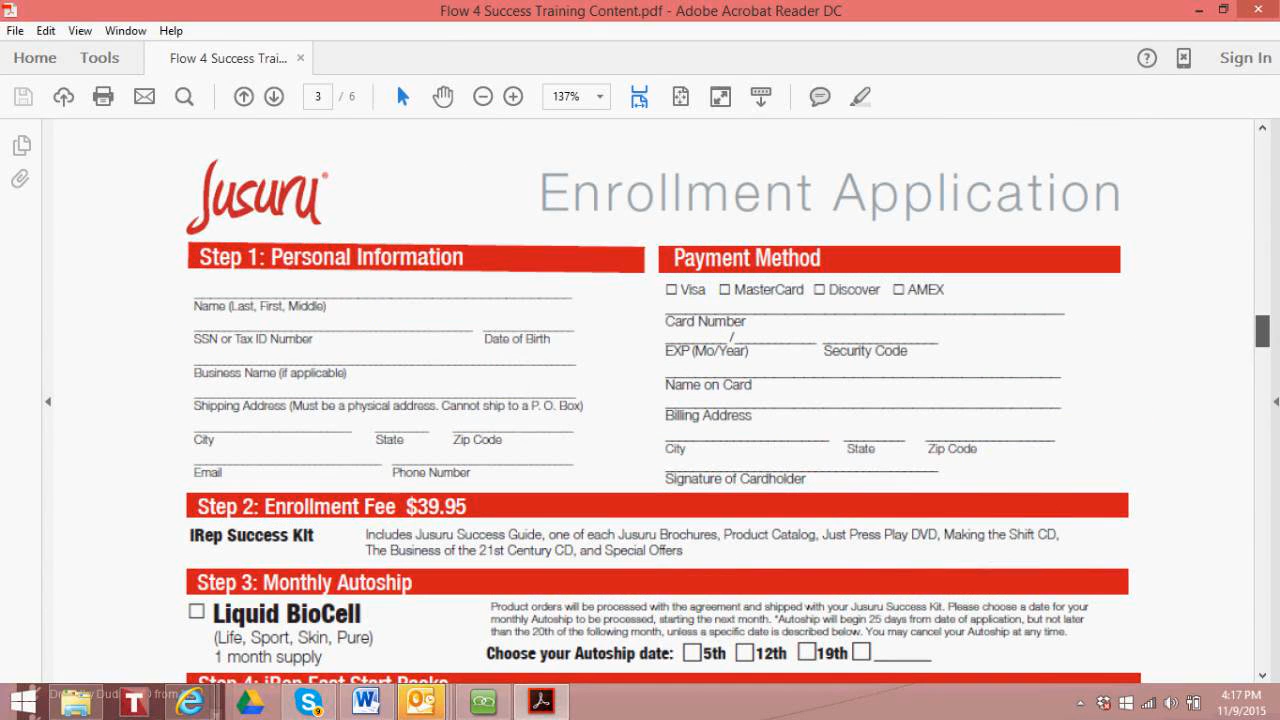 Flow 4 Success Training Content.pdf - Adobe Acrobat Reader DC
File Edit View Window Help
Home Tools Flow 4 Success Trai... × Sign In
3 / 6 137%
Jusuru®
Enrollment Application
Step 1: Personal Information
Name (Last, First, Middle)
SSN or Tax ID Number Date of Birth
Business Name (if applicable)
Shipping Address (Must be a physical address. Cannot ship to a P. O. Box)
City State Zip Code
Email Phone Number
Payment Method
Visa MasterCard Discover AMEX
Card Number
/
EXP (Mo/Year) Security Code
Name on Card
Billing Address
City State Zip Code
Signature of Cardholder
Step 2: Enrollment Fee $39.95
IRep Success Kit
Includes Jusuru Success Guide, one of each Jusuru Brochures, Product Catalog, Just Press Play DVD, Making the Shift CD,
The Business of the 21st Century CD, and Special Offers
Step 3: Monthly Autoship
Liquid BioCell
(Life, Sport, Skin, Pure)
1 month supply
Product orders will be processed with the agreement and shipped with your Jusuru Success Kit. Please choose a date for your
monthly Autoship to be processed, starting the next month. *Autoship will begin 25 days from date of application, but not later
than the 20th of the following month, unless a specific date is described below. You may cancel your Autoship at any time.
Choose your Autoship date: 5th 12th 19th
Step 4: iRep Fast Start Packs
4:17 PM
11/9/2015